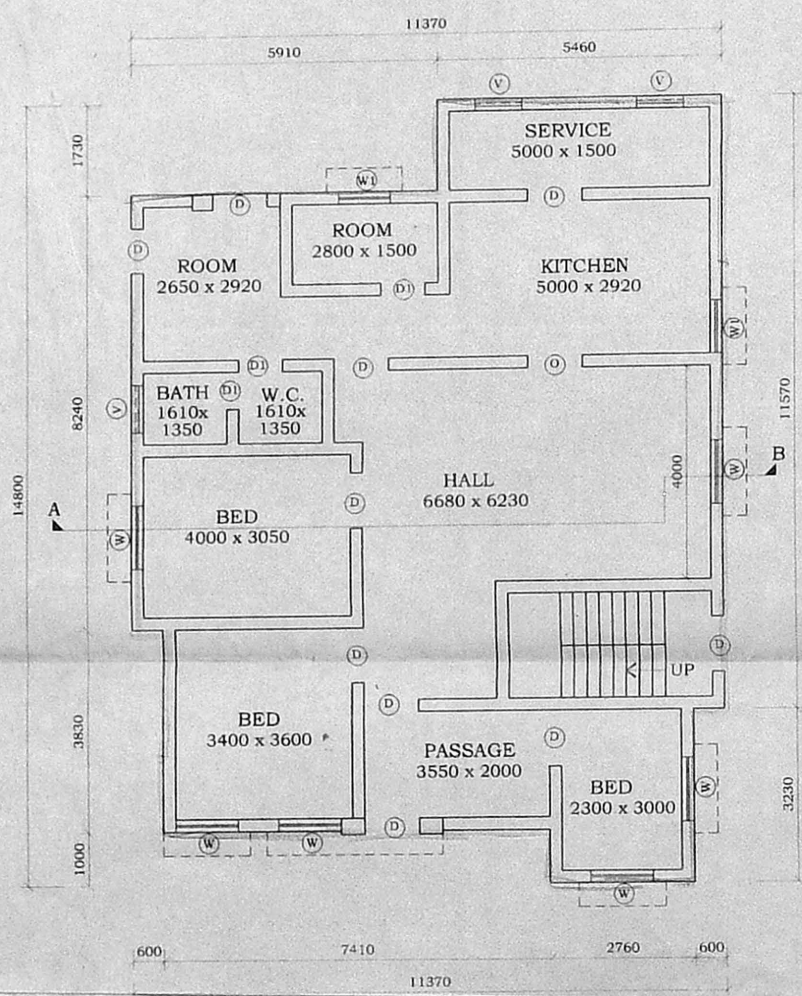 11370
5910
5460
V
V
1730
SERVICE
5000 x 1500
W1
D
D
ROOM
2800 x 1500
D
ROOM
2650 x 2920
KITCHEN
5000 x 2920
D1
W1
D1
D
O
11570
8240
V
BATH
1610x
1350
D1
W.C.
1610x
1350
14800
A
W
BED
4000 x 3050
D
HALL
6680 x 6230
4000
W
B
D
D
UP
3830
BED
3400 x 3600
D
PASSAGE
3550 x 2000
D
BED
2300 x 3000
W
3230
1000
W
W
D
W
600
7410
2760
600
11370